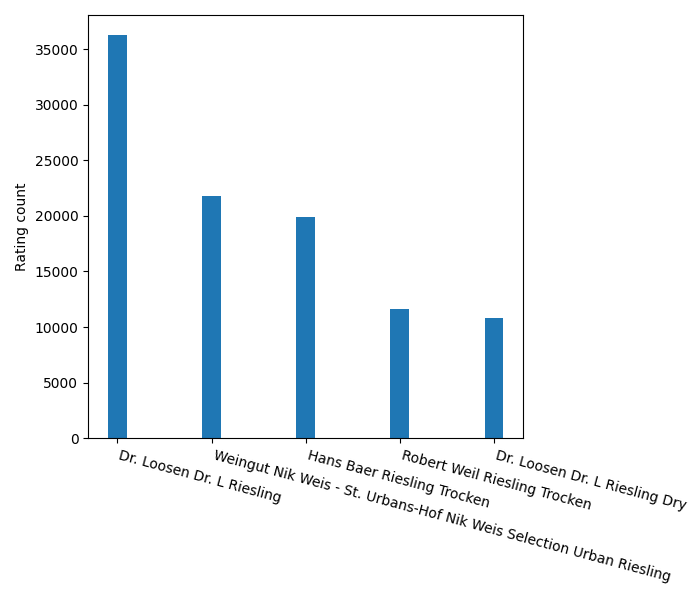 35000
30000
25000
20000
15000
10000
5000
0
Rating count
Dr. Loosen Dr. L Riesling
Weingut Nik Weis - St. Urbans-Hof Nik Weis Selection Urban Riesling
Hans Baer Riesling Trocken
Robert Weil Riesling Trocken
Dr. Loosen Dr. L Riesling Dry